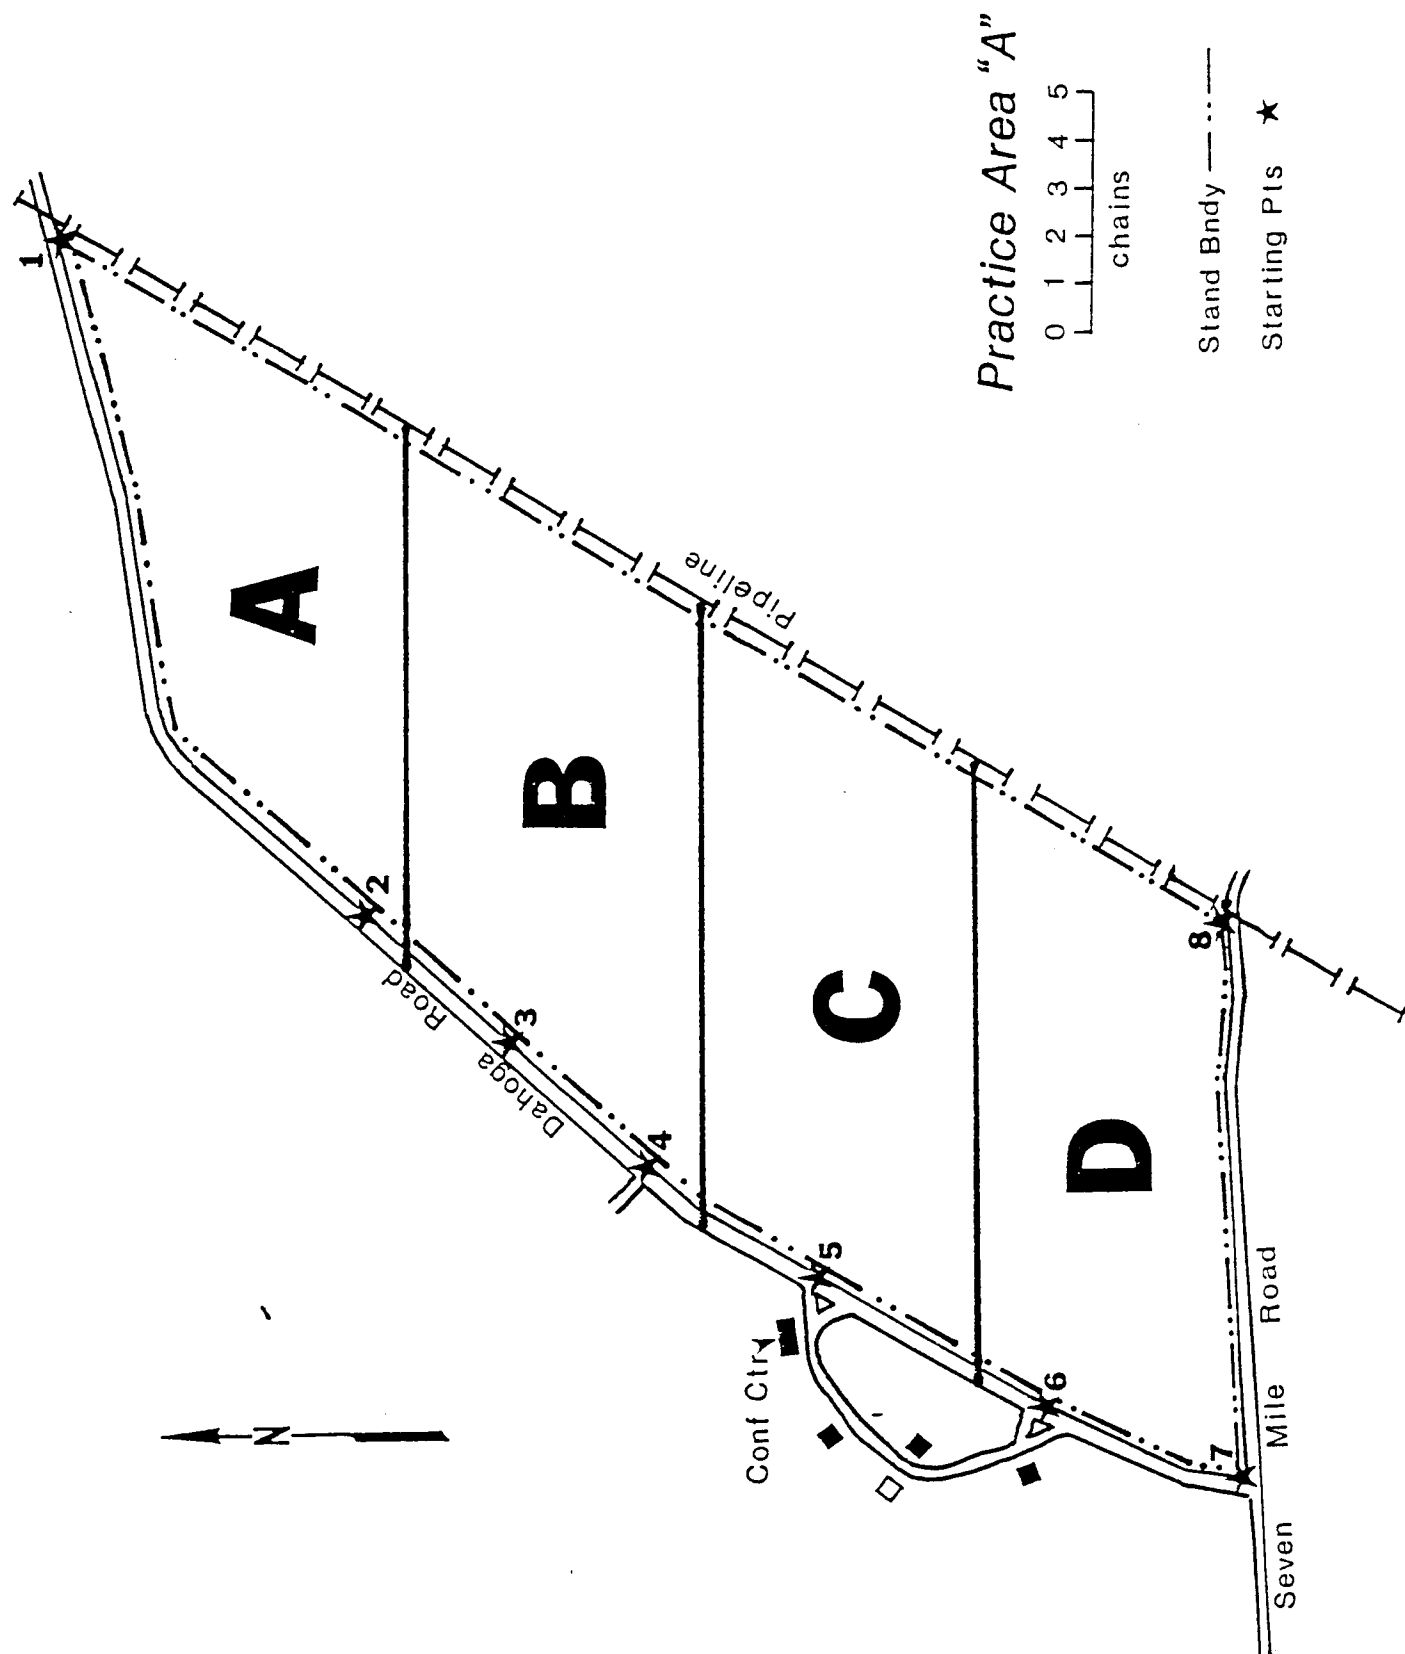 Practice Area “A”
0 1 2 3 4 5
chains
Stand Bndy
Starting Pts
1
A
2
Dahoga Road
3
B
Pipeline
4
C
5
Conf Ctr
D
6
7
8
Seven Mile Road
N